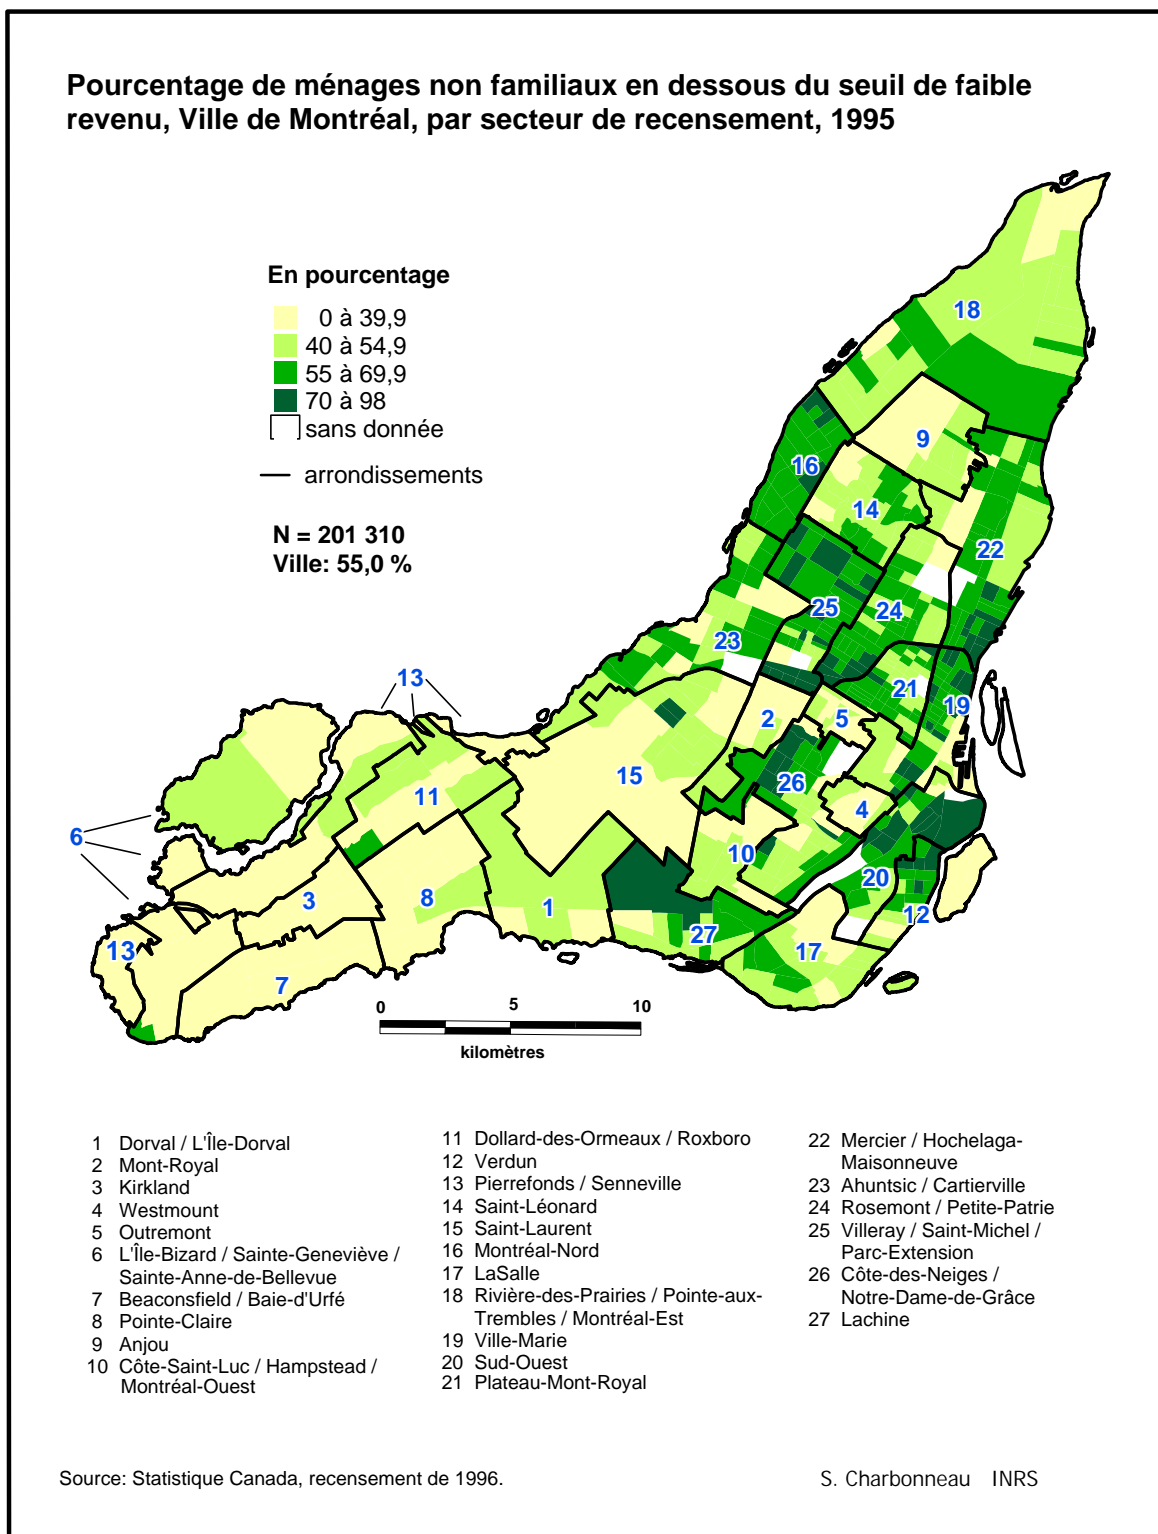 Pourcentage de ménages non familiaux en dessous du seuil de faible
revenu, Ville de Montréal, par secteur de recensement, 1995
En pourcentage
0 à 39,9
40 à 54,9
55 à 69,9
70 à 98
sans donnée
arrondissements
N = 201 310
Ville: 55,0 %
18
9
16
14
22
25
24
23
21
19
13
2
5
15
26
11
4
6
10
20
3
8
1
12
27
13
17
7
0 5 10
kilomètres
1 Dorval / L'Île-Dorval
2 Mont-Royal
3 Kirkland
4 Westmount
5 Outremont
6 L'Île-Bizard / Sainte-Geneviève /
Sainte-Anne-de-Bellevue
7 Beaconsfield / Baie-d'Urfé
8 Pointe-Claire
9 Anjou
10 Côte-Saint-Luc / Hampstead /
Montréal-Ouest
11 Dollard-des-Ormeaux / Roxboro
12 Verdun
13 Pierrefonds / Senneville
14 Saint-Léonard
15 Saint-Laurent
16 Montréal-Nord
17 LaSalle
18 Rivière-des-Prairies / Pointe-aux-
Trembles / Montréal-Est
19 Ville-Marie
20 Sud-Ouest
21 Plateau-Mont-Royal
22 Mercier / Hochelaga-
Maisonneuve
23 Ahuntsic / Cartierville
24 Rosemont / Petite-Patrie
25 Villeray / Saint-Michel /
Parc-Extension
26 Côte-des-Neiges /
Notre-Dame-de-Grâce
27 Lachine
Source: Statistique Canada, recensement de 1996.
S. Charbonneau INRS